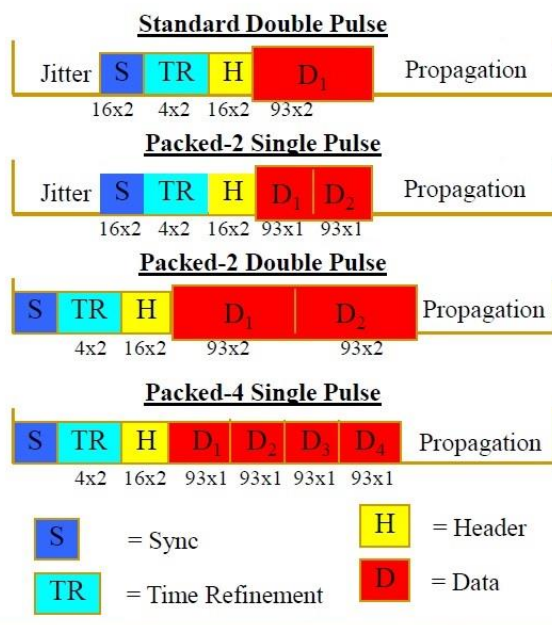 Standard Double Pulse
Jitter S TR H D₁ Propagation
16x2 4x2 16x2 93x2
Packed-2 Single Pulse
Jitter S TR H D₁ D₂ Propagation
16x2 4x2 16x2 93x1 93x1
Packed-2 Double Pulse
S TR H D₁ D₂ Propagation
4x2 16x2 93x2 93x2
Packed-4 Single Pulse
S TR H D₁ D₂ D₃ D₄ Propagation
4x2 16x2 93x1 93x1 93x1 93x1
S = Sync
H = Header
TR = Time Refinement
D = Data